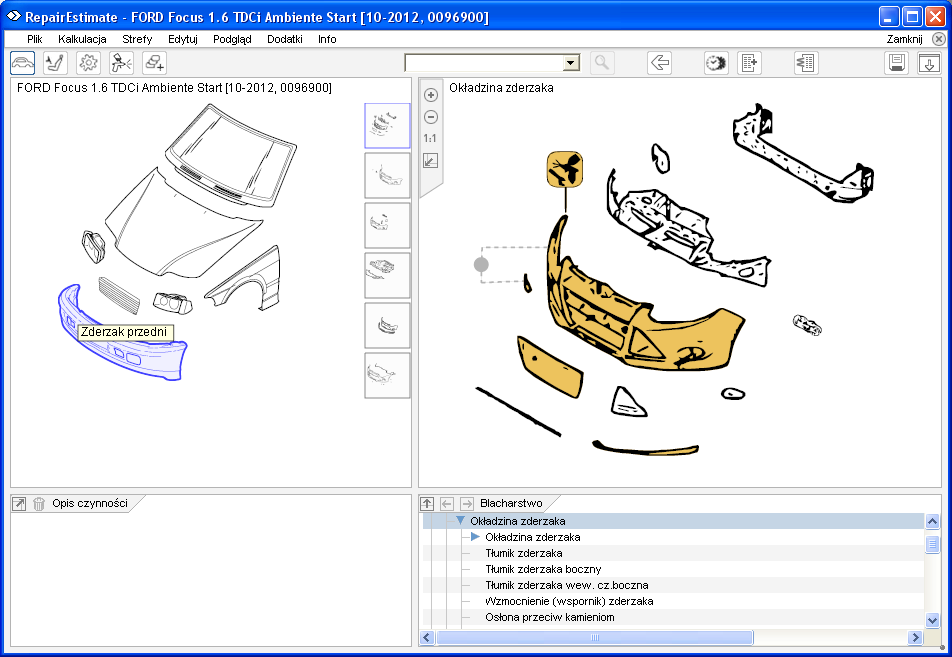 RepairEstimate - FORD Focus 1.6 TDCi Ambiente Start [10-2012, 0096900]
Plik Kalkulacja Strefy Edytuj Podgląd Dodatki Info Zamknij
FORD Focus 1.6 TDCi Ambiente Start [10-2012, 0096900]
Zderzak przedni
1:1
Okładzina zderzaka
Opis czynności
Blacharstwo
Okładzina zderzaka
Okładzina zderzaka
Tłumik zderzaka
Tłumik zderzaka boczny
Tłumik zderzaka wew. cz.boczna
Wzmocnienie (wspornik) zderzaka
Osłona przeciw kamieniom